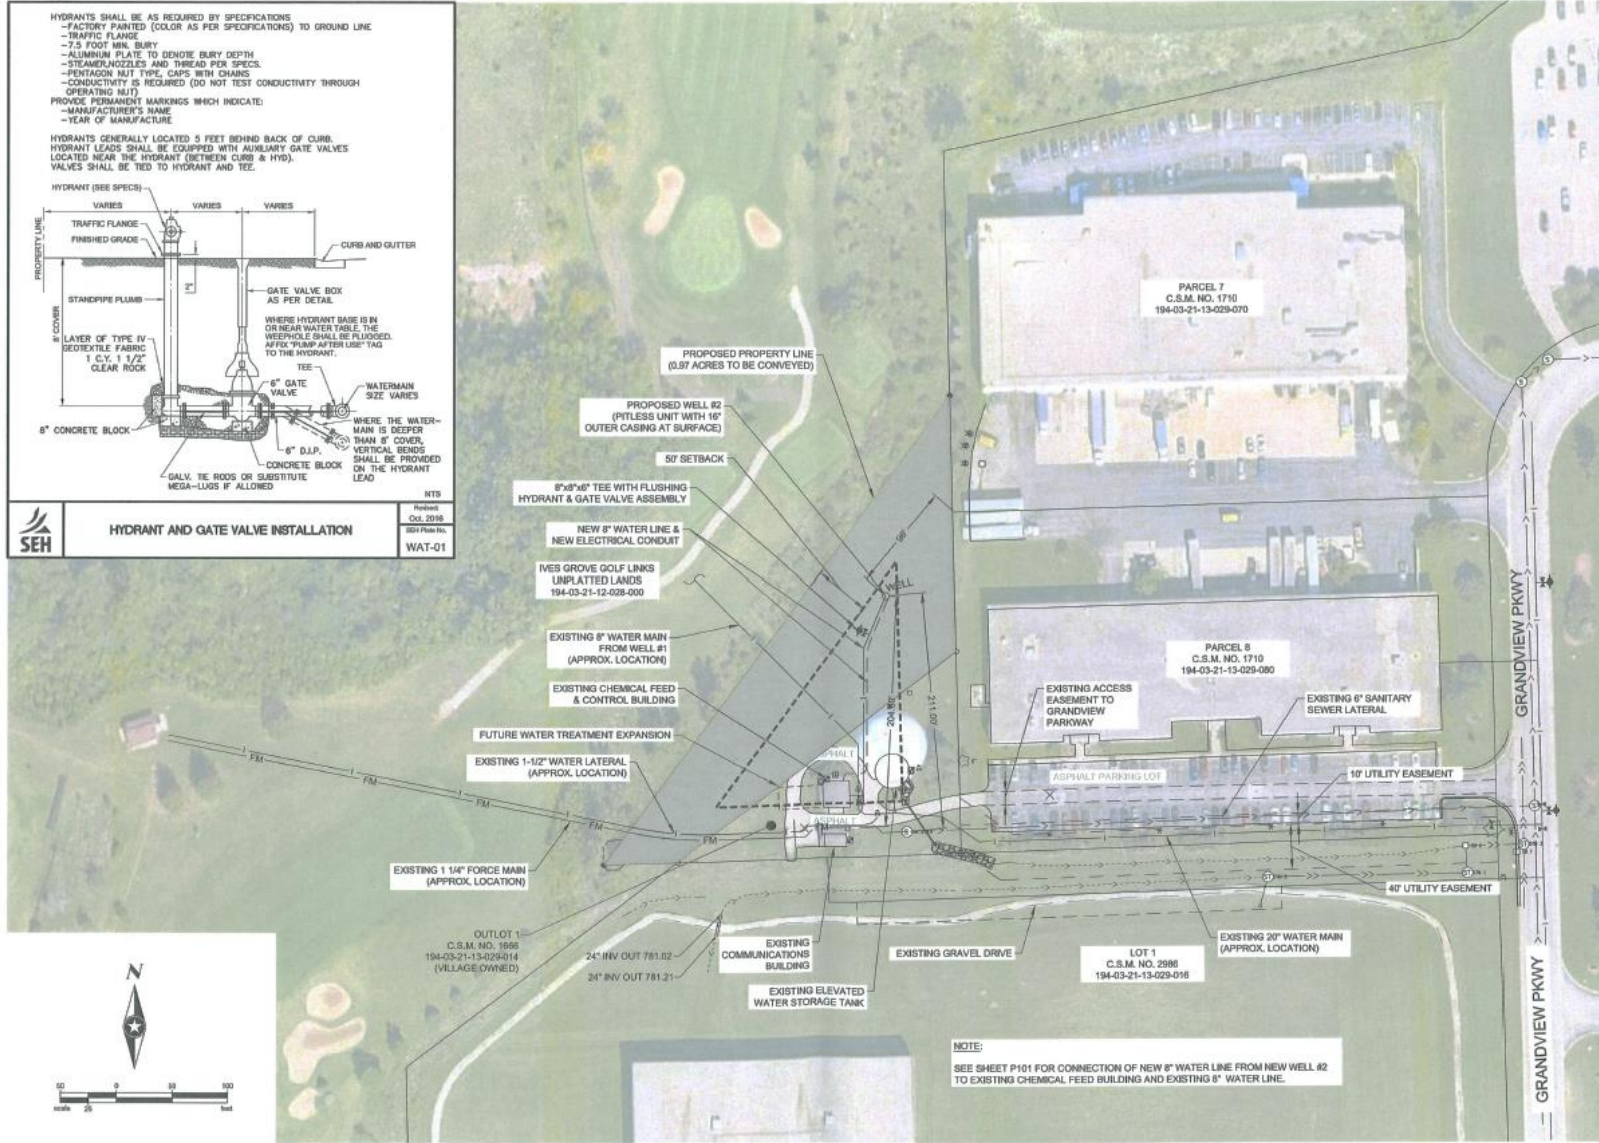 HYDRANTS SHALL BE AS REQUIRED BY SPECIFICATIONS
-FACTORY PAINTED (COLOR AS PER SPECIFICATIONS) TO GROUND LINE
-TRAFFIC FLANGE
-7.5 FOOT MIN. BURY
-ALUMINUM PLATE TO DENOTE BURY DEPTH
-STEAMER,NOZZLES AND THREAD PER SPECS.
-PENTAGON NUT TYPE, CAPS WITH CHAINS
-CONDUCTIVITY IS REQUIRED (DO NOT TEST CONDUCTIVITY THROUGH
OPERATING NUT)
PROVIDE PERMANENT MARKINGS WHICH INDICATE:
-MANUFACTURER'S NAME
-YEAR OF MANUFACTURE
HYDRANTS GENERALLY LOCATED 5 FEET BEHIND BACK OF CURB.
HYDRANT LEADS SHALL BE EQUIPPED WITH AUXILIARY GATE VALVES
LOCATED NEAR THE HYDRANT (BETWEEN CURB & HYD).
VALVES SHALL BE TIED TO HYDRANT AND TEE.
HYDRANT (SEE SPECS)
VARIES
VARIES
VARIES
TRAFFIC FLANGE
FINISHED GRADE
CURB AND GUTTER
PROPERTY LINE
2"
STANDPIPE PLUMB
GATE VALVE BOX
AS PER DETAIL
8' COVER
WHERE HYDRANT BASE IS IN
OR NEAR WATER TABLE, THE
WEEPHOLE SHALL BE PLUGGED.
AFFIX "PUMP AFTER USE" TAG
TO THE HYDRANT.
LAYER OF TYPE IV
GEOTEXTILE FABRIC
1 C.Y. 1 1/2"
CLEAR ROCK
TEE
6" GATE
VALVE
WATERMAIN
SIZE VARIES
8" CONCRETE BLOCK
WHERE THE WATER-
MAIN IS DEEPER
THAN 8' COVER,
VERTICAL BENDS
SHALL BE PROVIDED
ON THE HYDRANT
LEAD
6" D.I.P.
CONCRETE BLOCK
GALV. TIE RODS OR SUBSTITUTE
MEGA-LUGS IF ALLOWED
NTS
SEH
HYDRANT AND GATE VALVE INSTALLATION
Revised:
Oct. 2016
SEH Plate No.
WAT-01
PARCEL 7
C.S.M. NO. 1710
194-03-21-13-029-070
PROPOSED PROPERTY LINE
(0.97 ACRES TO BE CONVEYED)
PROPOSED WELL #2
(PITLESS UNIT WITH 16"
OUTER CASING AT SURFACE)
50' SETBACK
8"x8"x6" TEE WITH FLUSHING
HYDRANT & GATE VALVE ASSEMBLY
NEW 8" WATER LINE &
NEW ELECTRICAL CONDUIT
IVES GROVE GOLF LINKS
UNPLATTED LANDS
194-03-21-12-028-000
WELL
EXISTING 8" WATER MAIN
FROM WELL #1
(APPROX. LOCATION)
PARCEL 8
C.S.M. NO. 1710
194-03-21-13-029-080
GRANDVIEW PKWY
EXISTING CHEMICAL FEED
& CONTROL BUILDING
EXISTING ACCESS
EASEMENT TO
GRANDVIEW
PARKWAY
EXISTING 6" SANITARY
SEWER LATERAL
211.00'
FUTURE WATER TREATMENT EXPANSION
EXISTING 1-1/2" WATER LATERAL
(APPROX. LOCATION)
ASPHALT
ASPHALT PARKING LOT
10' UTILITY EASEMENT
FM
FM
FM
FM
FM
ASPHALT
EXISTING 1 1/4" FORCE MAIN
(APPROX. LOCATION)
40' UTILITY EASEMENT
OUTLOT 1
C.S.M. NO. 1666
194-03-21-13-029-014
(VILLAGE OWNED)
24" INV OUT 781.02
24" INV OUT 781.21
EXISTING
COMMUNICATIONS
BUILDING
EXISTING GRAVEL DRIVE
LOT 1
C.S.M. NO. 2986
194-03-21-13-029-016
EXISTING 20" WATER MAIN
(APPROX. LOCATION)
EXISTING ELEVATED
WATER STORAGE TANK
GRANDVIEW PKWY
N
50 0 50 100
scale 25 feet
NOTE:
SEE SHEET P101 FOR CONNECTION OF NEW 8" WATER LINE FROM NEW WELL #2
TO EXISTING CHEMICAL FEED BUILDING AND EXISTING 8" WATER LINE.